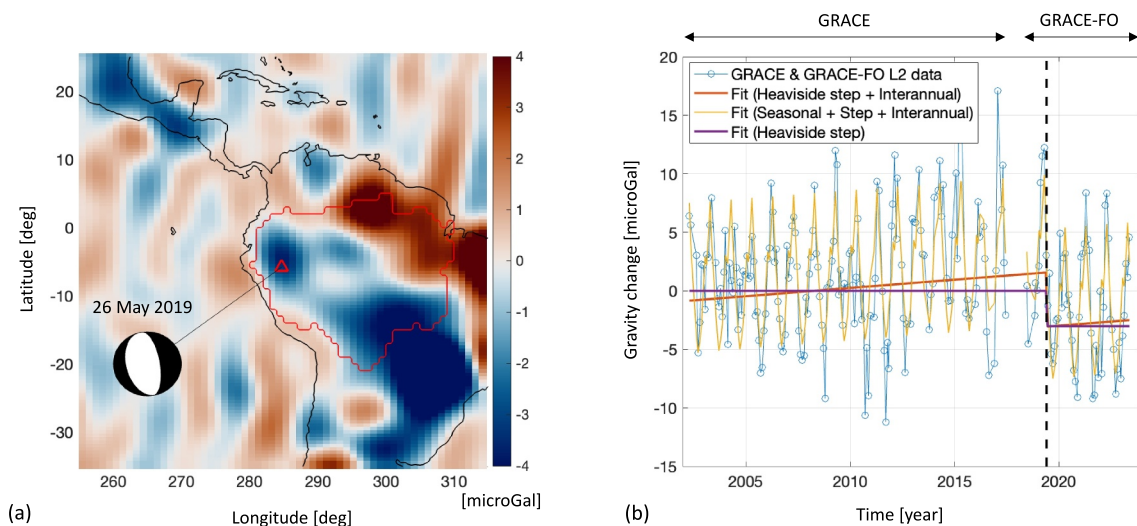 GRACE
GRACE-FO
4
3
2
1
0
-1
-2
-3
-4
20
10
0
-10
-20
-30
Latitude [deg]
26 May 2019
260
270
280
290
300
310
[microGal]
Longitude [deg]
(a)
GRACE & GRACE-FO L2 data
Fit (Heaviside step + Interannual)
Fit (Seasonal + Step + Interannual)
Fit (Heaviside step)
20
15
10
5
0
-5
-10
-15
Gravity change [microGal]
2005
2010
2015
2020
Time [year]
(b)